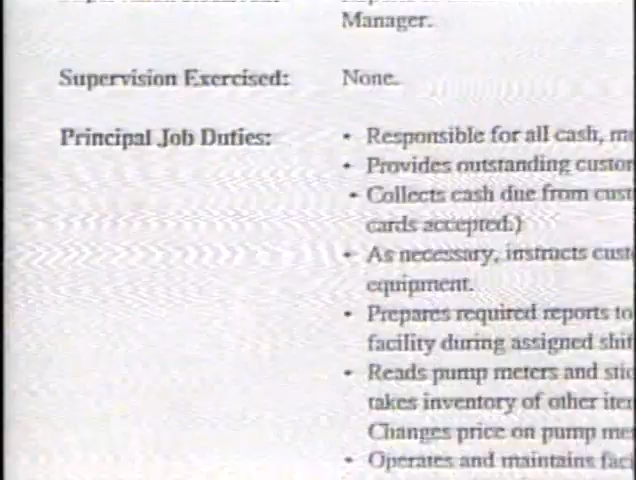 Manager.
Supervision Exercised: None.
Principal Job Duties: • Responsible for all cash,
• Provides outstanding
• Collects cash due from
cards accepted.)
• As necessary, instructs
equipment.
• Prepares required reports to
facility during assigned
• Reads pump meters and
takes inventory of other
Changes price on pump
• Operates and maintains